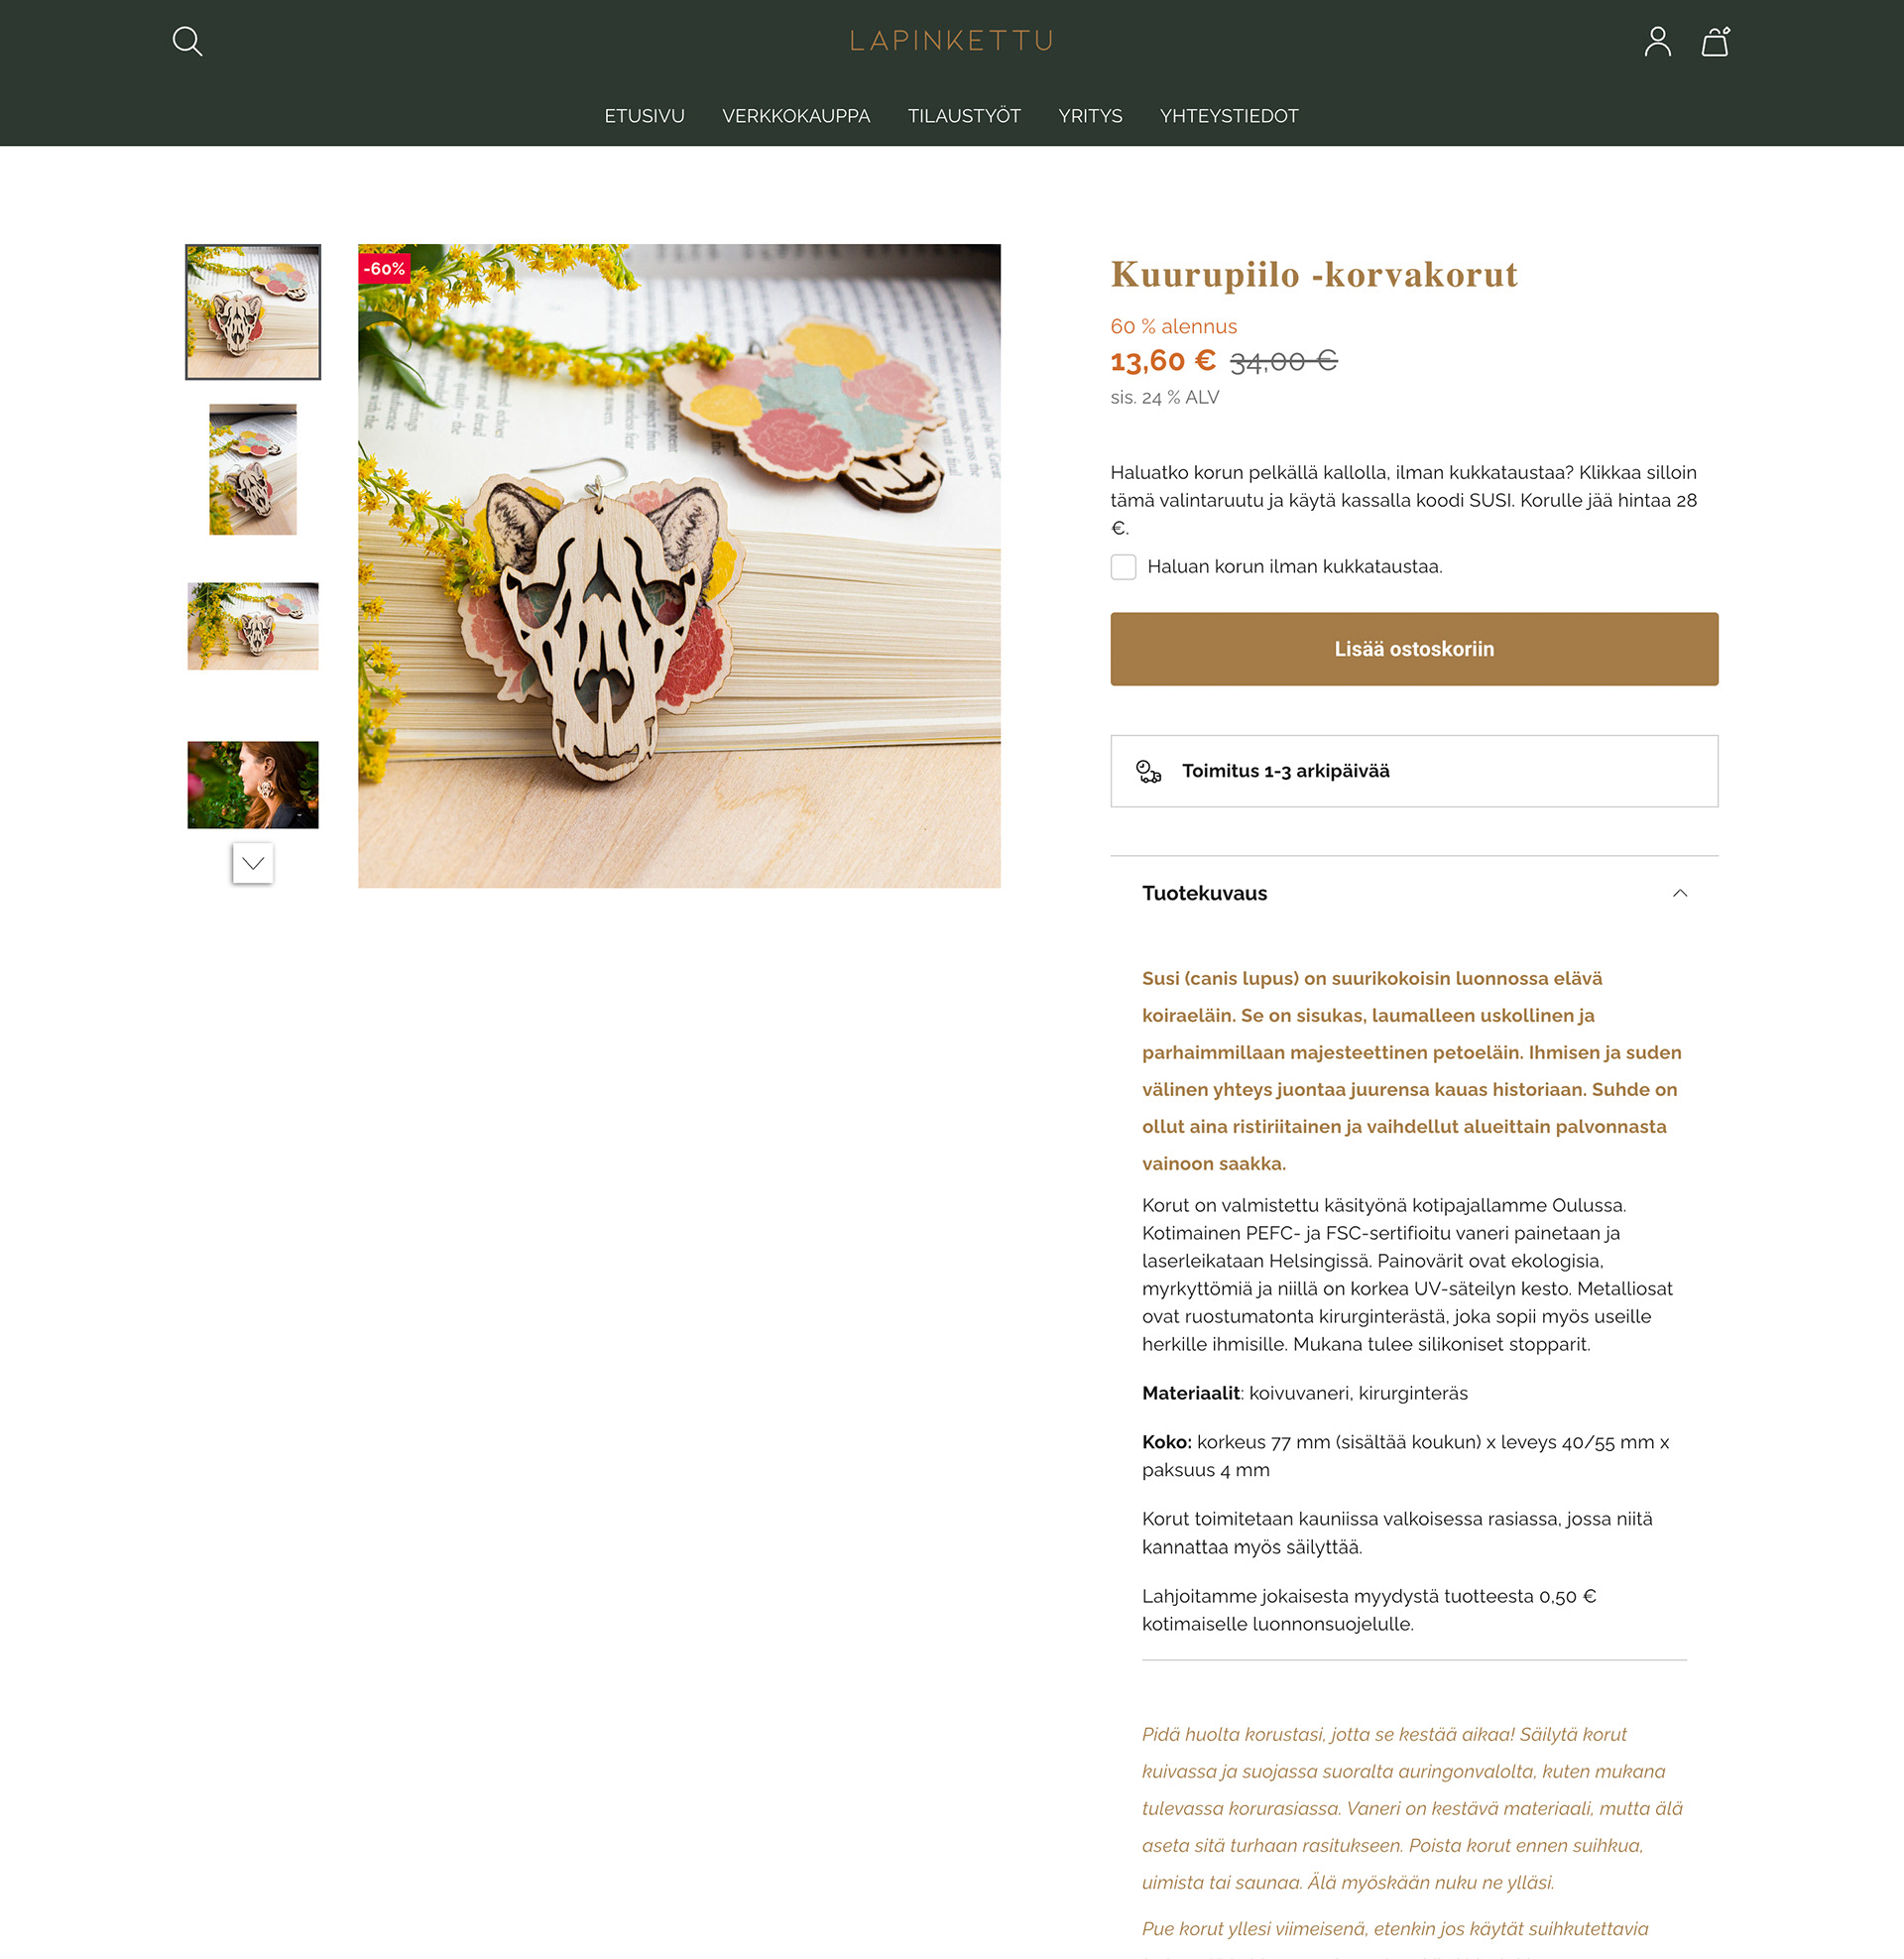 LAPINKETTU
ETUSIVU VERKKOKAUPPA TILAUSTYÖT YRITYS YHTEYSTIEDOT
-60%
Kuurupiilo -korvakorut
60 % alennus
13,60 € 34,00 €
sis. 24 % ALV
Haluatko korun pelkällä kallolla, ilman kukkataustaa? Klikkaa silloin
tämä valintaruutu ja käytä kassalla koodi SUSI. Korulle jää hintaa 28
€.
Haluan korun ilman kukkataustaa.
Lisää ostoskoriin
Toimitus 1-3 arkipäivää
Tuotekuvaus
Susi (canis lupus) on suurikokoisin luonnossa elävä
koiraeläin. Se on sisukas, laumalleen uskollinen ja
parhaimmillaan majesteettinen petoeläin. Ihmisen ja suden
välinen yhteys juontaa juurensa kauas historiaan. Suhde on
ollut aina ristiriitainen ja vaihdellut alueittain palvonnasta
vainoon saakka.
Korut on valmistettu käsityönä kotipajallamme Oulussa.
Kotimainen PEFC- ja FSC-sertifioitu vaneri painetaan ja
laserleikataan Helsingissä. Painovärit ovat ekologisia,
myrkyttömiä ja niillä on korkea UV-säteilyn kesto. Metalliosat
ovat ruostumatonta kirurginterästä, joka sopii myös useille
herkille ihmisille. Mukana tulee silikoniset stopparit.
Materiaalit: koivuvaneri, kirurginteräs
Koko: korkeus 77 mm (sisältää koukun) x leveys 40/55 mm x
paksuus 4 mm
Korut toimitetaan kauniissa valkoisessa rasiassa, jossa niitä
kannattaa myös säilyttää.
Lahjoitamme jokaisesta myydystä tuotteesta 0,50 €
kotimaiselle luonnonsuojelulle.
Pidä huolta korustasi, jotta se kestää aikaa! Säilytä korut
kuivassa ja suojassa suoralta auringonvalolta, kuten mukana
tulevassa korurasiassa. Vaneri on kestävä materiaali, mutta älä
aseta sitä turhaan rasitukseen. Poista korut ennen suihkua,
uimista tai saunaa. Älä myöskään nuku ne ylläsi.
Pue korut yllesi viimeisenä, etenkin jos käytät suihkutettavia